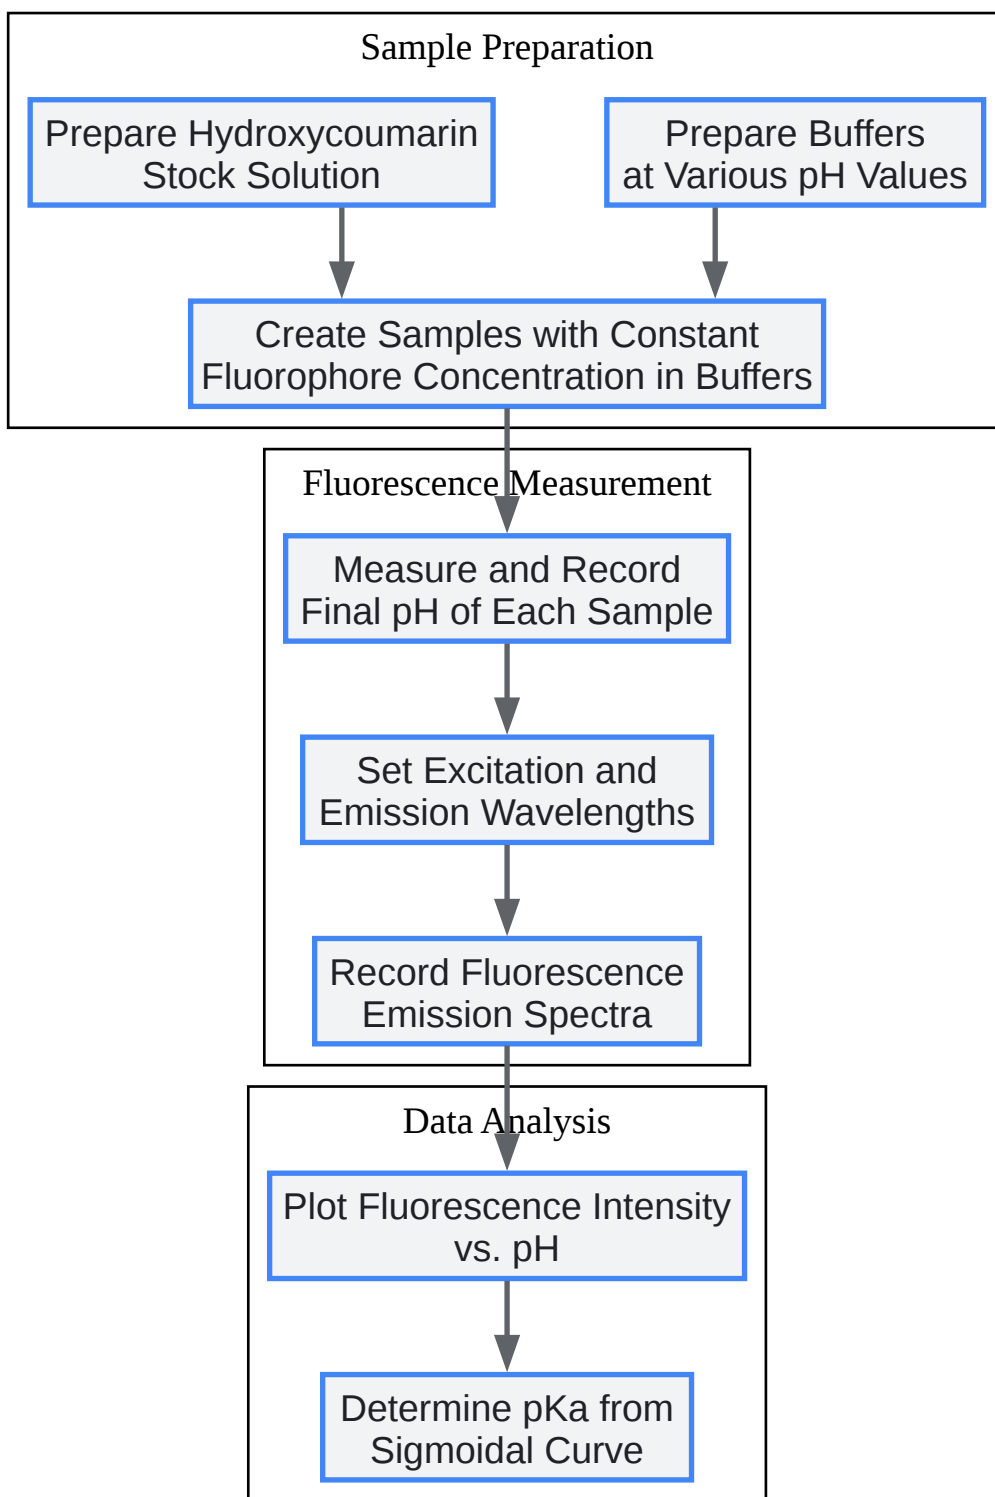 Sample Preparation
Prepare Hydroxycoumarin
Stock Solution
Prepare Buffers
at Various pH Values
Create Samples with Constant
Fluorophore Concentration in Buffers
Fluorescence Measurement
Measure and Record
Final pH of Each Sample
Set Excitation and
Emission Wavelengths
Record Fluorescence
Emission Spectra
Data Analysis
Plot Fluorescence Intensity
vs. pH
Determine pKa from
Sigmoidal Curve